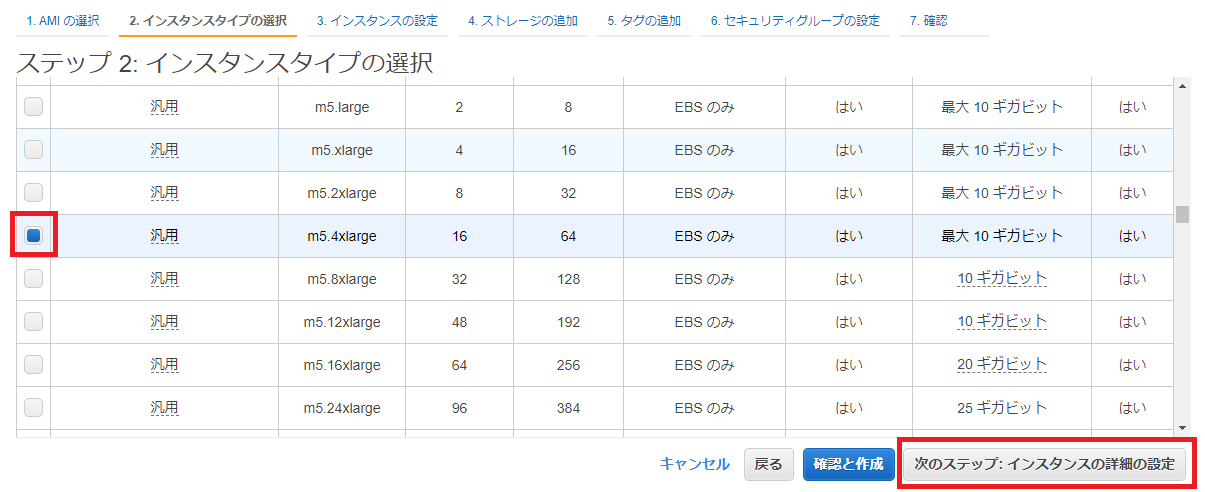 1. AMI の選択 2. インスタンスタイプの選択 3. インスタンスの設定 4. ストレージの追加 5. タグの追加 6. セキュリティグループの設定 7. 確認
ステップ 2: インスタンスタイプの選択
汎用 m5.large 2 8 EBS のみ はい 最大 10 ギガビット はい
汎用 m5.xlarge 4 16 EBS のみ はい 最大 10 ギガビット はい
汎用 m5.2xlarge 8 32 EBS のみ はい 最大 10 ギガビット はい
汎用 m5.4xlarge 16 64 EBS のみ はい 最大 10 ギガビット はい
汎用 m5.8xlarge 32 128 EBS のみ はい 10 ギガビット はい
汎用 m5.12xlarge 48 192 EBS のみ はい 10 ギガビット はい
汎用 m5.16xlarge 64 256 EBS のみ はい 20 ギガビット はい
汎用 m5.24xlarge 96 384 EBS のみ はい 25 ギガビット はい
キャンセル 戻る 確認と作成 次のステップ: インスタンスの詳細の設定